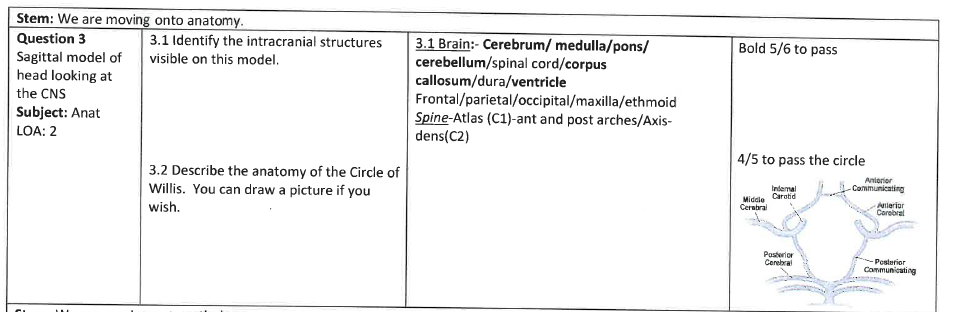 Stem: We are moving onto anatomy.
Question 3
Sagittal model of
head looking at
the CNS
Subject: Anat
LOA: 2
3.1 Identify the intracranial structures
visible on this model.
3.2 Describe the anatomy of the Circle of
Willis. You can draw a picture if you
wish.
3.1 Brain:- Cerebrum/ medulla/pons/
cerebellum/spinal cord/corpus
callosum/dura/ventricle
Frontal/parietal/occipital/maxilla/ethmoid
Spine-Atlas (C1)-ant and post arches/Axis-
dens(C2)
Bold 5/6 to pass
4/5 to pass the circle
Anterior
Communicating
Internal
Carotid
Middle
Cerebral
Anterior
Cerebral
Posterior
Cerebral
Posterior
Communicating